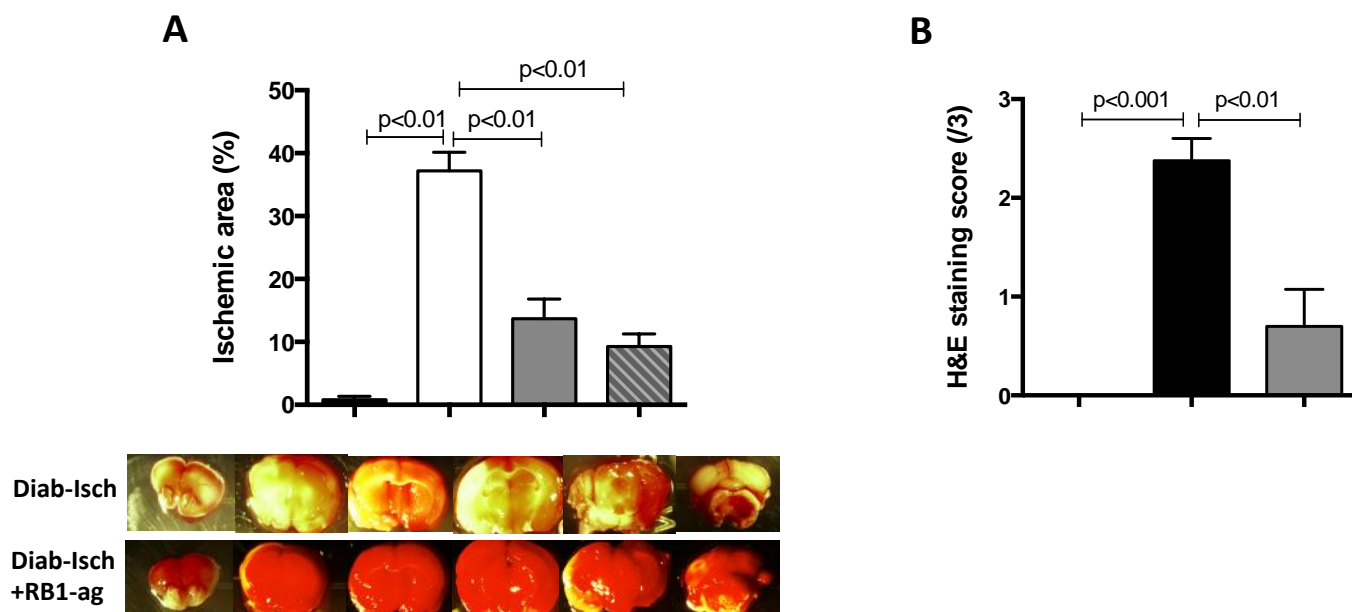 A
B
p<0.01
p<0.01
p<0.01
50
40
30
20
10
0
Ischemic area (%)
p<0.001
p<0.01
3
2
1
0
H&E staining score (/3)
Diab-Isch
Diab-Isch
+RB1-ag